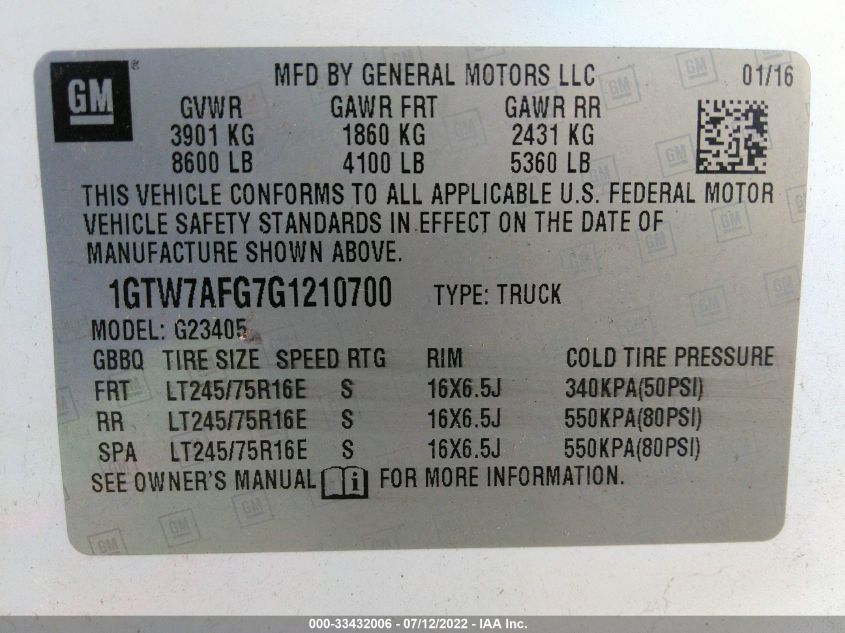 GM ®
MFD BY GENERAL MOTORS LLC 01/16
GVWR GAWR FRT GAWR RR
3901 KG 1860 KG 2431 KG
8600 LB 4100 LB 5360 LB
THIS VEHICLE CONFORMS TO ALL APPLICABLE U.S. FEDERAL MOTOR
VEHICLE SAFETY STANDARDS IN EFFECT ON THE DATE OF
MANUFACTURE SHOWN ABOVE.
1GTW7AFG7G1210700 TYPE: TRUCK
MODEL: G23405
GBBQ TIRE SIZE SPEED RTG RIM COLD TIRE PRESSURE
FRT LT245/75R16E S 16X6.5J 340KPA(50PSI)
RR LT245/75R16E S 16X6.5J 550KPA(80PSI)
SPA LT245/75R16E S 16X6.5J 550KPA(80PSI)
SEE OWNER'S MANUAL i FOR MORE INFORMATION.
000-33432006 - 07/12/2022 - IAA Inc.